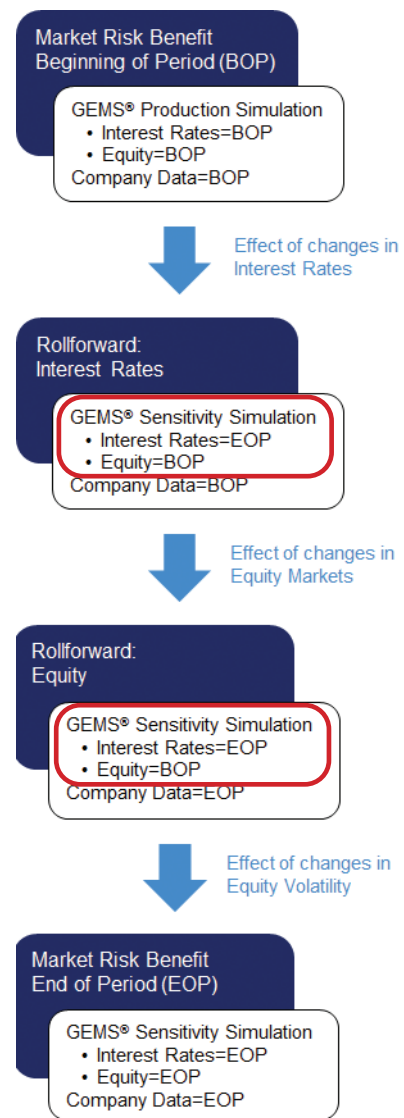 Market Risk Benefit
Beginning of Period (BOP)
GEMS® Production Simulation
• Interest Rates=BOP
• Equity=BOP
Company Data=BOP
Effect of changes in
Interest Rates
Rollforward:
Interest Rates
GEMS® Sensitivity Simulation
• Interest Rates=EOP
• Equity=BOP
Company Data=BOP
Effect of changes in
Equity Markets
Rollforward:
Equity
GEMS® Sensitivity Simulation
• Interest Rates=EOP
• Equity=BOP
Company Data=EOP
Effect of changes in
Equity Volatility
Market Risk Benefit
End of Period (EOP)
GEMS® Sensitivity Simulation
• Interest Rates=EOP
• Equity=EOP
Company Data=EOP